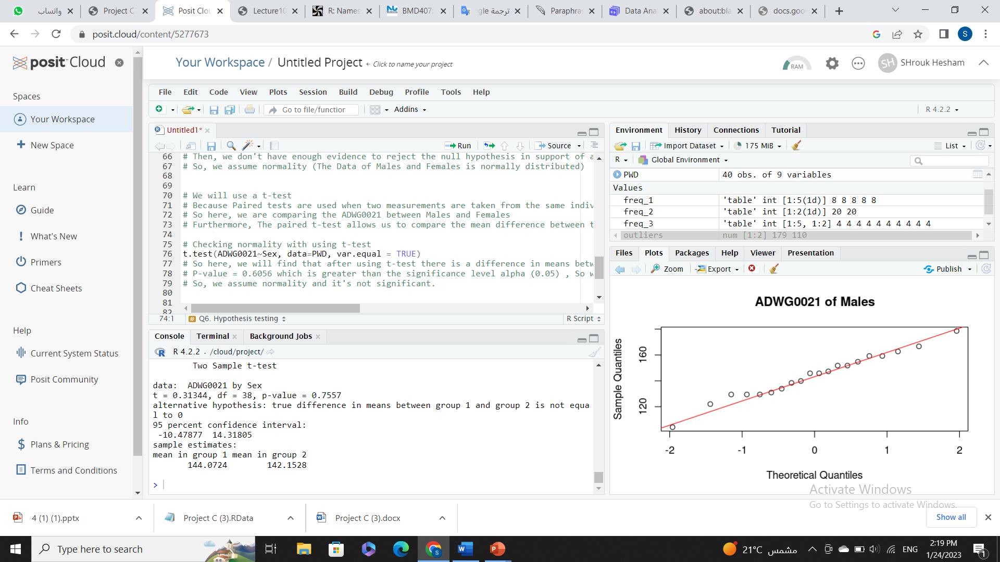 واتساب
Project C
Posit Clou
Lecture10
R: Names
BMD407:
ترجمة gle
Paraphras
Data Ana
about:bla
docs.goo
posit.cloud/content/5277673
S
posit Cloud
Your Workspace / Untitled Project ← Click to name your project
RAM
SH SHrouk Hesham
Spaces
Your Workspace
New Space
Learn
Guide
What's New
Primers
Cheat Sheets
Help
Current System Status
Posit Community
Info
Plans & Pricing
Terms and Conditions
File Edit Code View Plots Session Build Debug Profile Tools Help
Go to file/function Addins R 4.2.2
Untitled1*
Run Source
66 # Then, we don't have enough evidence to reject the null hypothesis in support of a
67 # So, we assume normality (The Data of Males and Females is normally distributed)
68
69
70 # We will use a t-test
71 # Because Paired tests are used when two measurements are taken from the same indiv
72 # So here, we are comparing the ADWG0021 between Males and Females
73 # Furthermore, The paired t-test allows us to compare the mean difference between t
74
75 # Checking normality with using t-test
76 t.test(ADWG0021~Sex, data=PWD, var.equal = TRUE)
77 # So here, we will find that after using t-test there is a difference in means betw
78 # P-value = 0.6056 which is greater than the significance level alpha (0.05) , So w
79 # So, we assume normality and it's not significant.
80
81
82
74:1 # Q6. Hypothesis testing R Script
Console Terminal Background Jobs
R 4.2.2 . /cloud/project/
Two Sample t-test
data: ADWG0021 by Sex
t = 0.31344, df = 38, p-value = 0.7557
alternative hypothesis: true difference in means between group 1 and group 2 is not equa
l to 0
95 percent confidence interval:
-10.47877 14.31805
sample estimates:
mean in group 1 mean in group 2
144.0724 142.1528
>
Environment History Connections Tutorial
Import Dataset 175 MiB List
R Global Environment
PWD 40 obs. of 9 variables
Values
freq_1 'table' int [1:5(1d)] 8 8 8 8 8
freq_2 'table' int [1:2(1d)] 20 20
freq_3 'table' int [1:5, 1:2] 4 4 4 4 4 4 4 4 4 4
outliers num [1:2] 179 110
Files Plots Packages Help Viewer Presentation
Zoom Export Publish
ADWG0021 of Males
Sample Quantiles
160
120
-2 -1 0 1 2
Theoretical Quantiles
Activate Windows
Go to Settings to activate Windows.
4 (1) (1).pptx
Project C (3).RData
Project C (3).docx
Show all
Type here to search
21°C مشمس
ENG
2:19 PM
1/24/2023
1